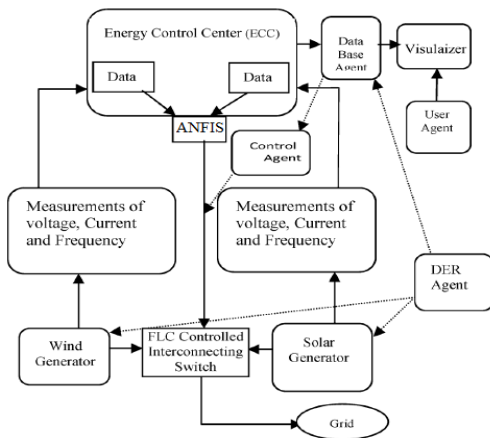 Energy Control Center (ECC)
Data
Data
ANFIS
Data
Base
Agent
Visulaizer
User
Agent
Control
Agent
Measurements of
voltage, Current
and Frequency
Measurements of
voltage, Current
and Frequency
DER
Agent
Wind
Generator
FLC Controlled
Interconnecting
Switch
Solar
Generator
Grid